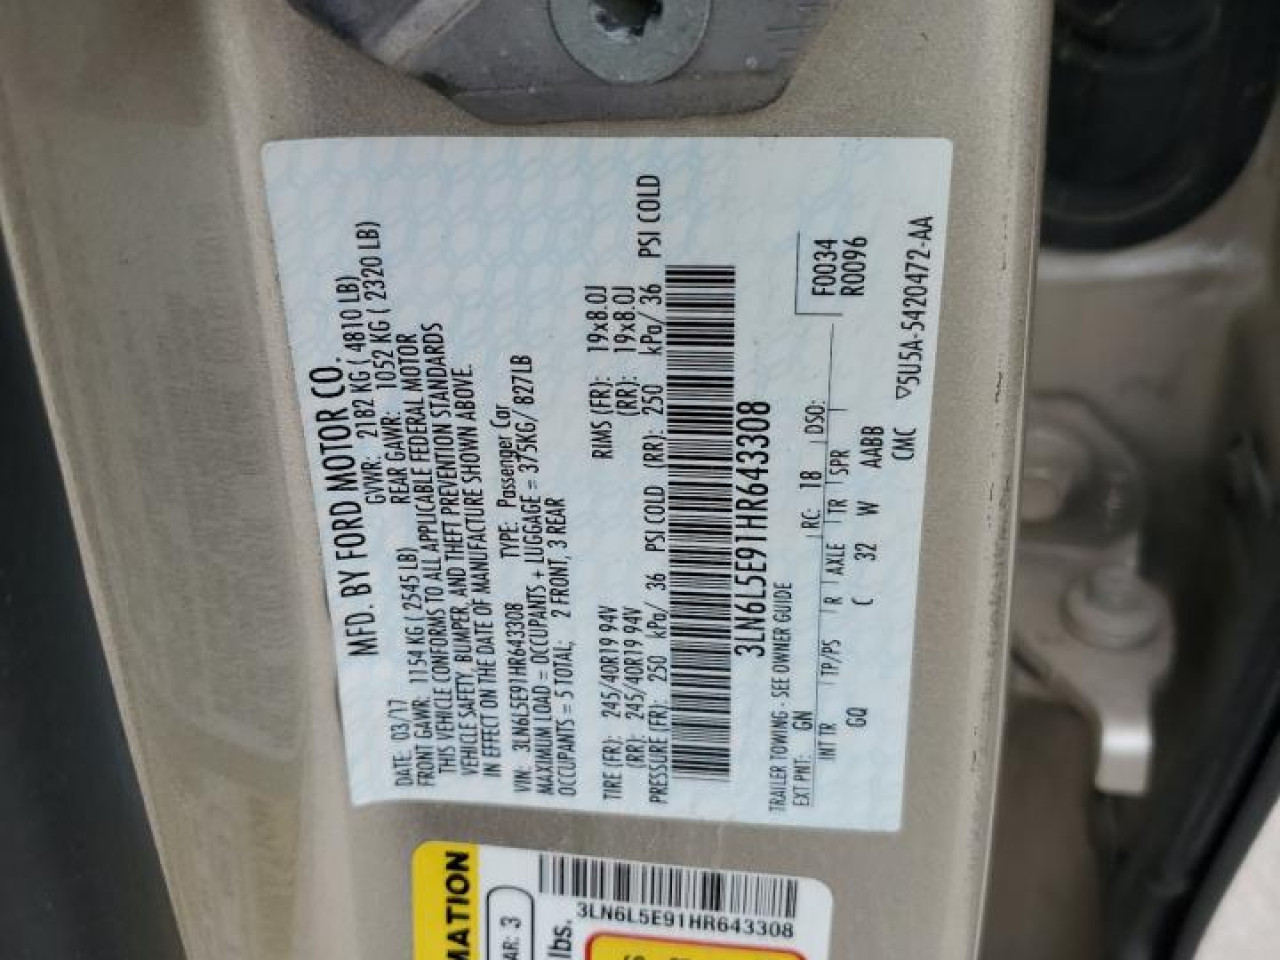 MFD. BY FORD MOTOR CO.
DATE: 03/17 GVWR: 2182 KG ( 4810 LB)
FRONT GAWR: 1154 KG ( 2545 LB) REAR GAWR: 1052 KG ( 2320 LB)
THIS VEHICLE CONFORMS TO ALL APPLICABLE FEDERAL MOTOR
VEHICLE SAFETY, BUMPER, AND THEFT PREVENTION STANDARDS
IN EFFECT ON THE DATE OF MANUFACTURE SHOWN ABOVE.
VIN: 3LN6L5E91HR643308 TYPE: Passenger Car
MAXIMUM LOAD = OCCUPANTS + LUGGAGE = 375KG/ 827LB
OCCUPANTS = 5 TOTAL; 2 FRONT, 3 REAR
TIRE (FR): 245/40R19 94V RIMS (FR): 19x8.0J
(RR): 245/40R19 94V (RR): 19x8.0J
PRESSURE (FR): 250 kPa/ 36 PSI COLD (RR): 250 kPa/ 36 PSI COLD
3LN6L5E91HR643308
TRAILER TOWING - SEE OWNER GUIDE
EXT PNT: GN RC: 18 DSO: F0034
INT TR TP/PS R AXLE TR SPR R0096
GQ C 32 W AABB
CMC
▽5U5A-5420472-AA
MATION
AR: 3
lbs.
3LN6L5E91HR643308